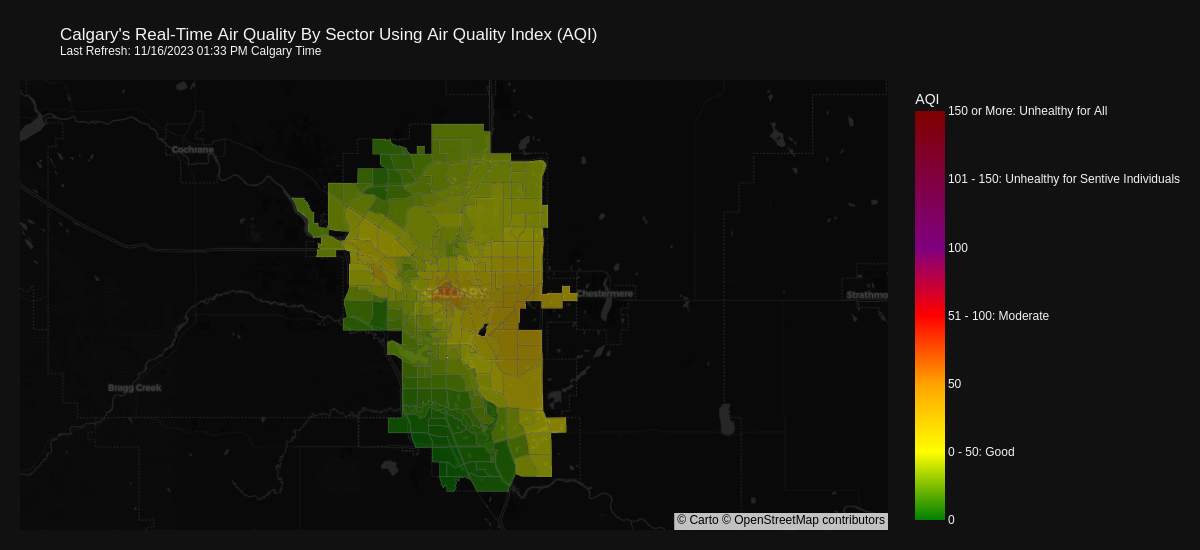 Calgary's Real-Time Air Quality By Sector Using Air Quality Index (AQI)
Last Refresh: 11/16/2023 01:33 PM Calgary Time
AQI
150 or More: Unhealthy for All
Cochrane
101 - 150: Unhealthy for Sentive Individuals
100
Chestermere
Strathmo
51 - 100: Moderate
50
Bragg Creek
0 - 50: Good
0
© Carto © OpenStreetMap contributors